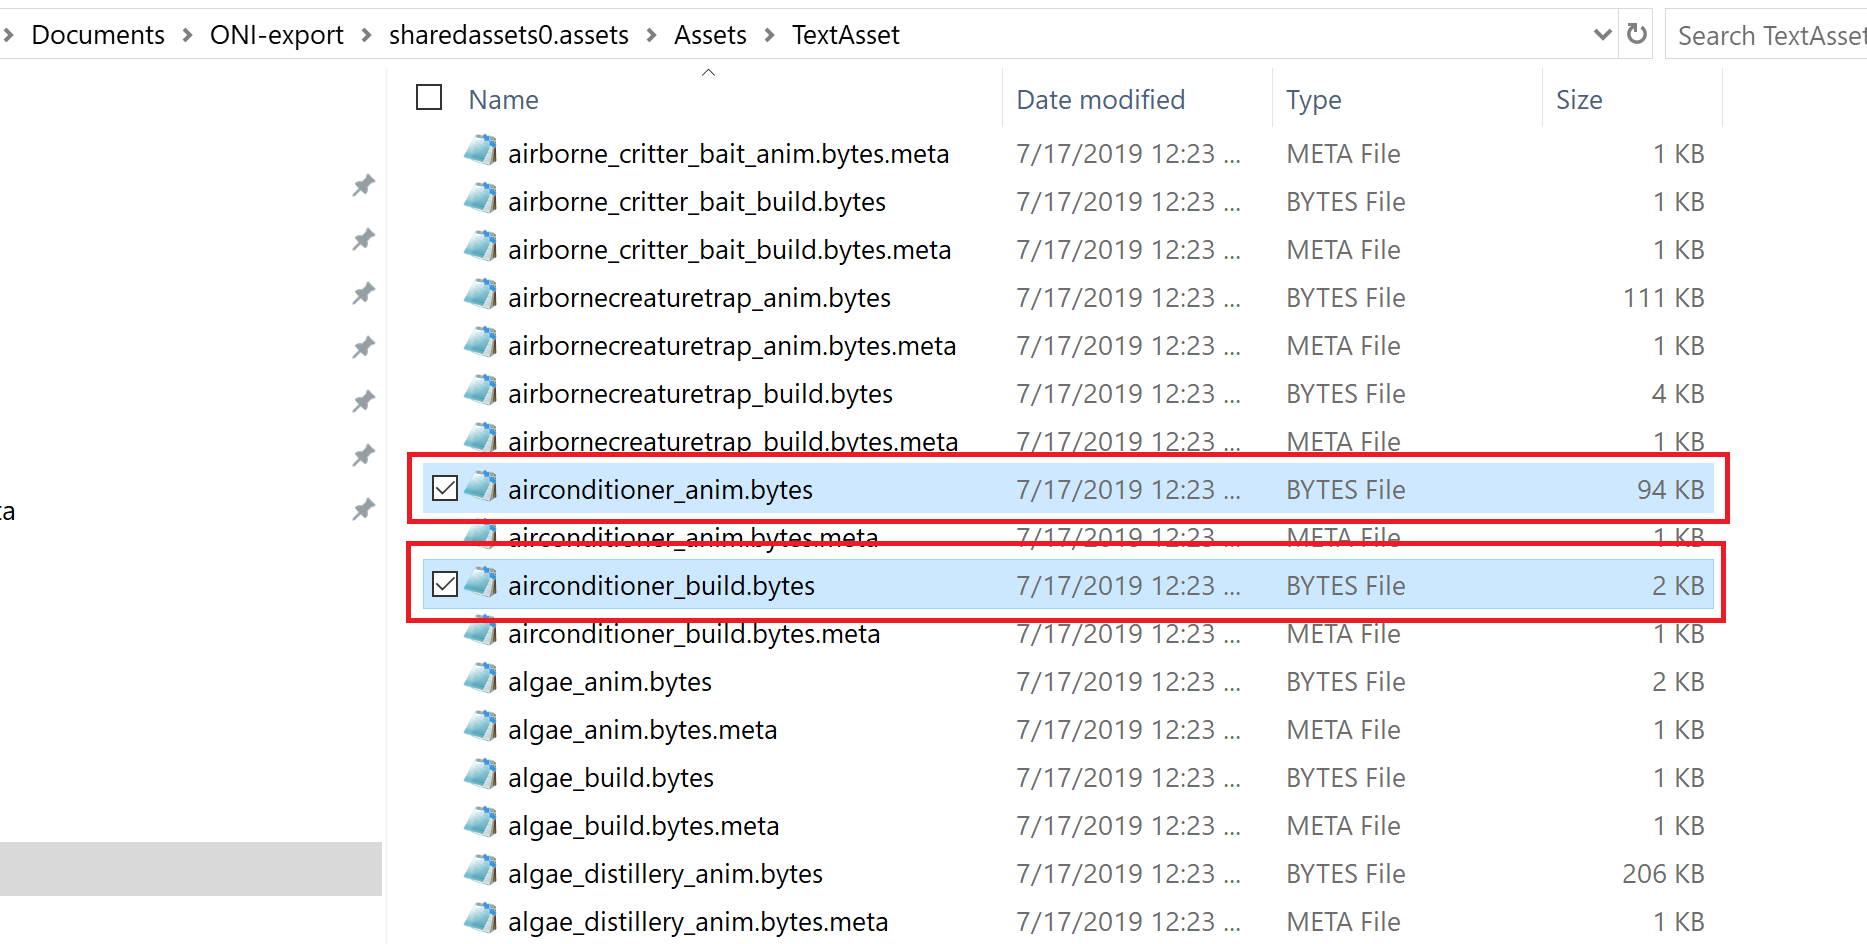 Documents > ONI-export > sharedassets0.assets > Assets > TextAsset
Search TextAsset
Name Date modified Type Size
airborne_critter_bait_anim.bytes.meta 7/17/2019 12:23 ... META File 1 KB
airborne_critter_bait_build.bytes 7/17/2019 12:23 ... BYTES File 1 KB
airborne_critter_bait_build.bytes.meta 7/17/2019 12:23 ... META File 1 KB
airbornecreaturetrap_anim.bytes 7/17/2019 12:23 ... BYTES File 111 KB
airbornecreaturetrap_anim.bytes.meta 7/17/2019 12:23 ... META File 1 KB
airbornecreaturetrap_build.bytes 7/17/2019 12:23 ... BYTES File 4 KB
airbornecreaturetrap_build.bytes.meta 7/17/2019 12:23 ... META File 1 KB
airconditioner_anim.bytes 7/17/2019 12:23 ... BYTES File 94 KB
ta
airconditioner_anim.bytes.meta 7/17/2019 12:23 ... META File 1 KB
airconditioner_build.bytes 7/17/2019 12:23 ... BYTES File 2 KB
airconditioner_build.bytes.meta 7/17/2019 12:23 ... META File 1 KB
algae_anim.bytes 7/17/2019 12:23 ... BYTES File 2 KB
algae_anim.bytes.meta 7/17/2019 12:23 ... META File 1 KB
algae_build.bytes 7/17/2019 12:23 ... BYTES File 1 KB
algae_build.bytes.meta 7/17/2019 12:23 ... META File 1 KB
algae_distillery_anim.bytes 7/17/2019 12:23 ... BYTES File 206 KB
algae_distillery_anim.bytes.meta 7/17/2019 12:23 ... META File 1 KB